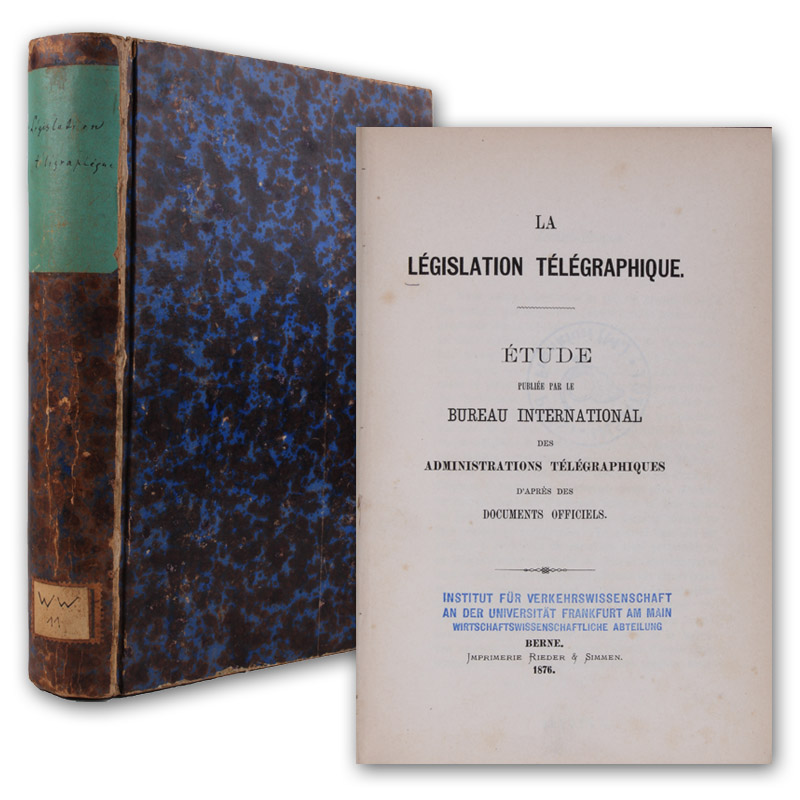 Législation
télégraphique
WW.
11
LA
LÉGISLATION TÉLÉGRAPHIQUE.
ÉTUDE
PUBLIÉE PAR LE
BUREAU INTERNATIONAL
DES
ADMINISTRATIONS TÉLÉGRAPHIQUES
D'APRÈS DES
DOCUMENTS OFFICIELS.
INSTITUT FÜR VERKEHRSWISSENSCHAFT
AN DER UNIVERSITÄT FRANKFURT AM MAIN
WIRTSCHAFTSWISSENSCHAFTLICHE ABTEILUNG
BERNE.
IMPRIMERIE RIEDER & SIMMEN.
1876.